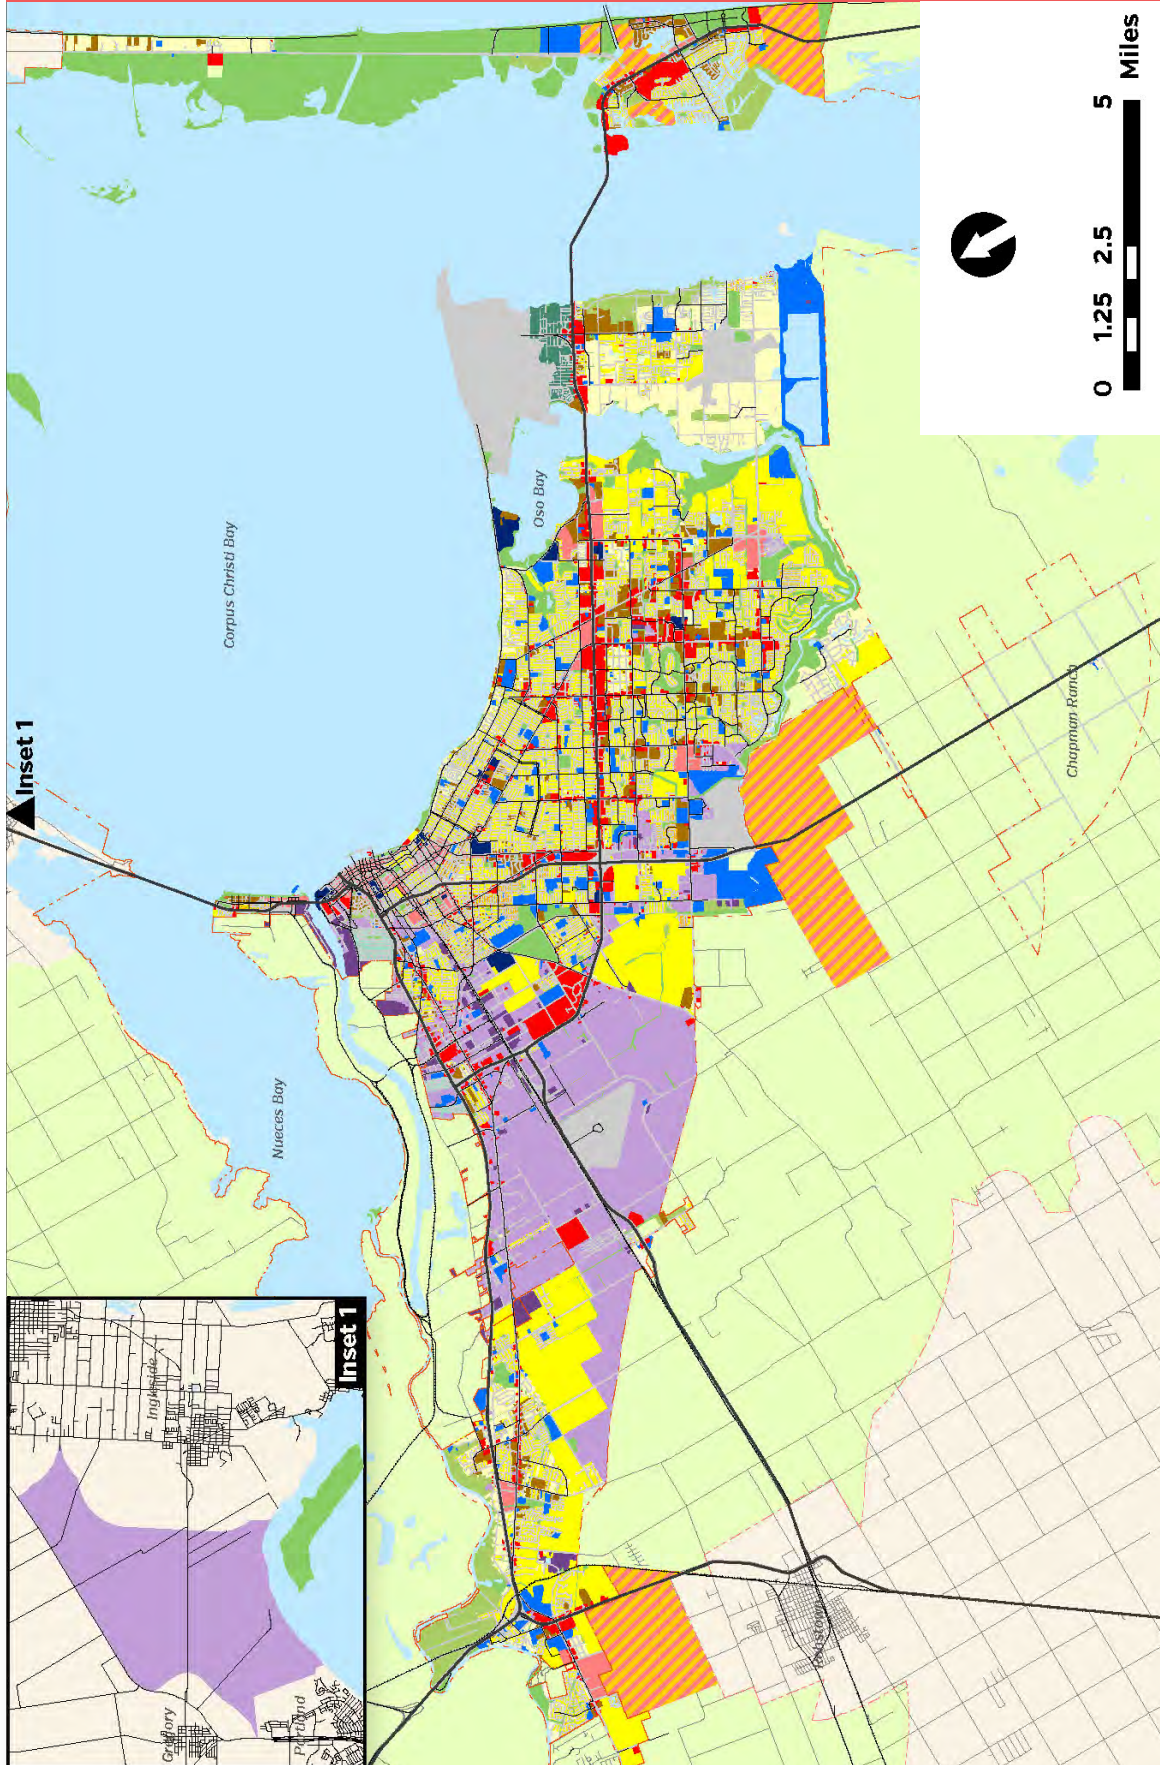 Inset 1
Corpus Christi Bay
Oso Bay
Nueces Bay
Chapman Ranch
Robstown
Inset 1
Ingleside
Gregory
Portland
0 1.25 2.5 5 Miles